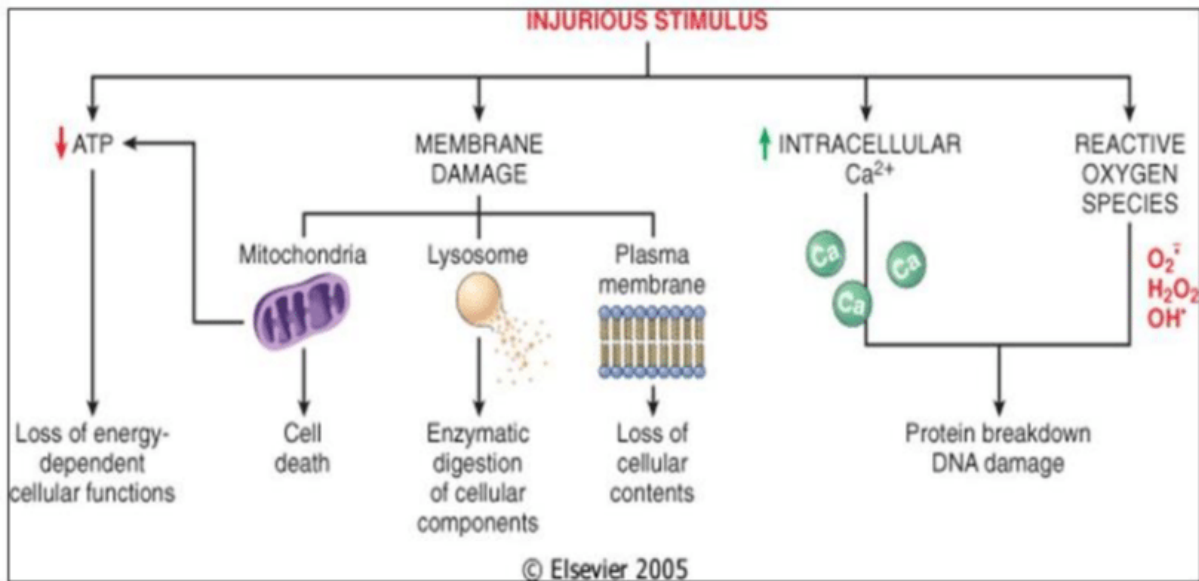 INJURIOUS STIMULUS
ATP
MEMBRANE
DAMAGE
INTRACELLULAR
Ca²⁺
REACTIVE
OXYGEN
SPECIES
Mitochondria
Lysosome
Plasma
membrane
Ca
Ca
Ca
O₂⁻̇
H₂O₂
OH•
Loss of energy-
dependent
cellular functions
Cell
death
Enzymatic
digestion
of cellular
components
Loss of
cellular
contents
Protein breakdown
DNA damage
© Elsevier 2005